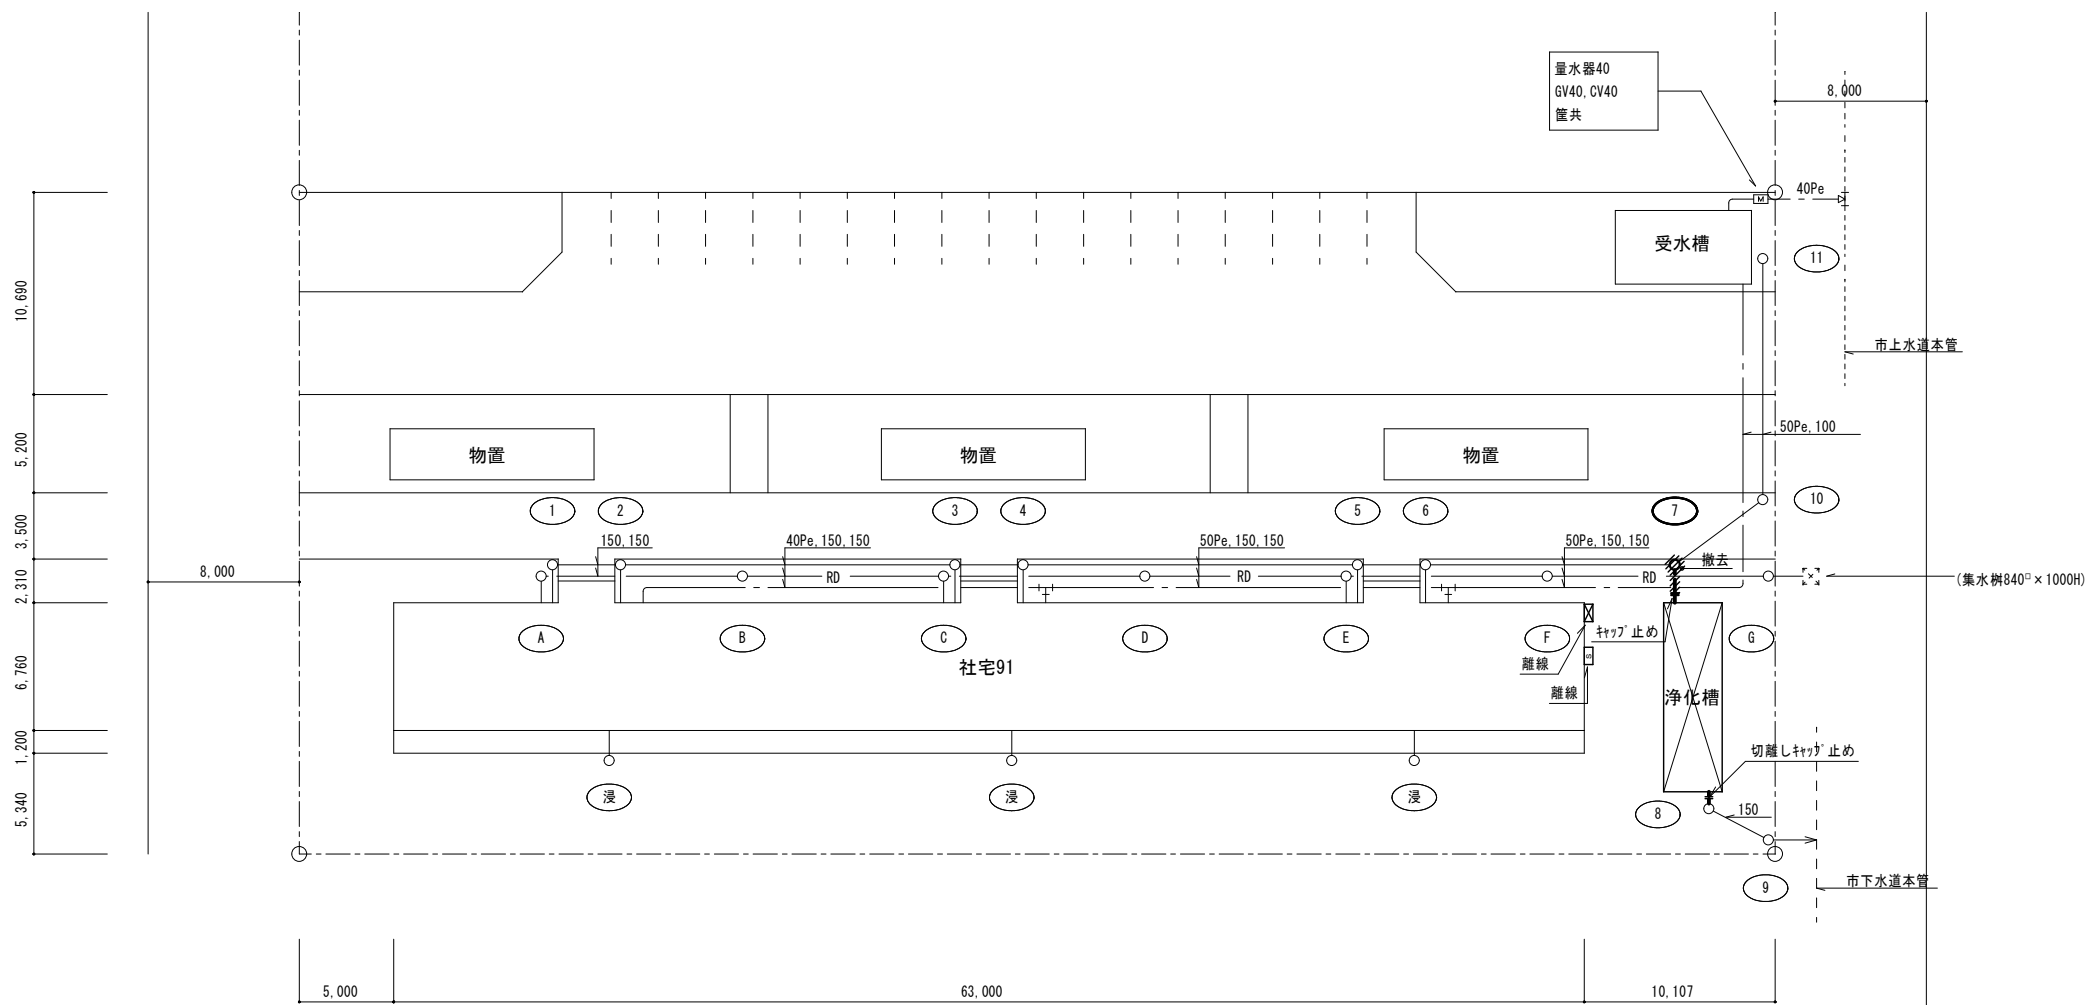 量水器40
GV40, CV40
筐共
8,000
40Pe
受水槽
11
市上水道本管
10,690
5,200
3,500
2,310
6,760
1,200
5,340
8,000
50Pe, 100
物置
物置
物置
1
2
3
4
5
6
7
10
150, 150
40Pe, 150, 150
50Pe, 150, 150
50Pe, 150, 150
撤去
RD
RD
RD
(集水桝840□×1000H)
A
B
C
D
E
F
G
キャップ止め
離線
S
離線
社宅91
浄化槽
切離しキャップ止め
浸
浸
浸
8
150
9
市下水道本管
5,000
63,000
10,107
M